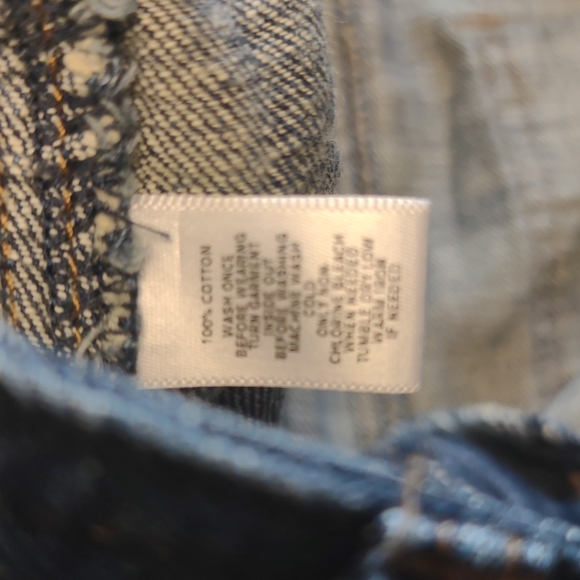 100% COTTON
WASH ONCE
BEFORE WEARING
TURN GARMENT
INSIDE OUT
BEFORE WASHING
MACHINE WASH
COLD
ONLY NON-
CHLORINE BLEACH
WHEN NEEDED
TUMBLE DRY LOW
WARM IRON
IF NEEDED